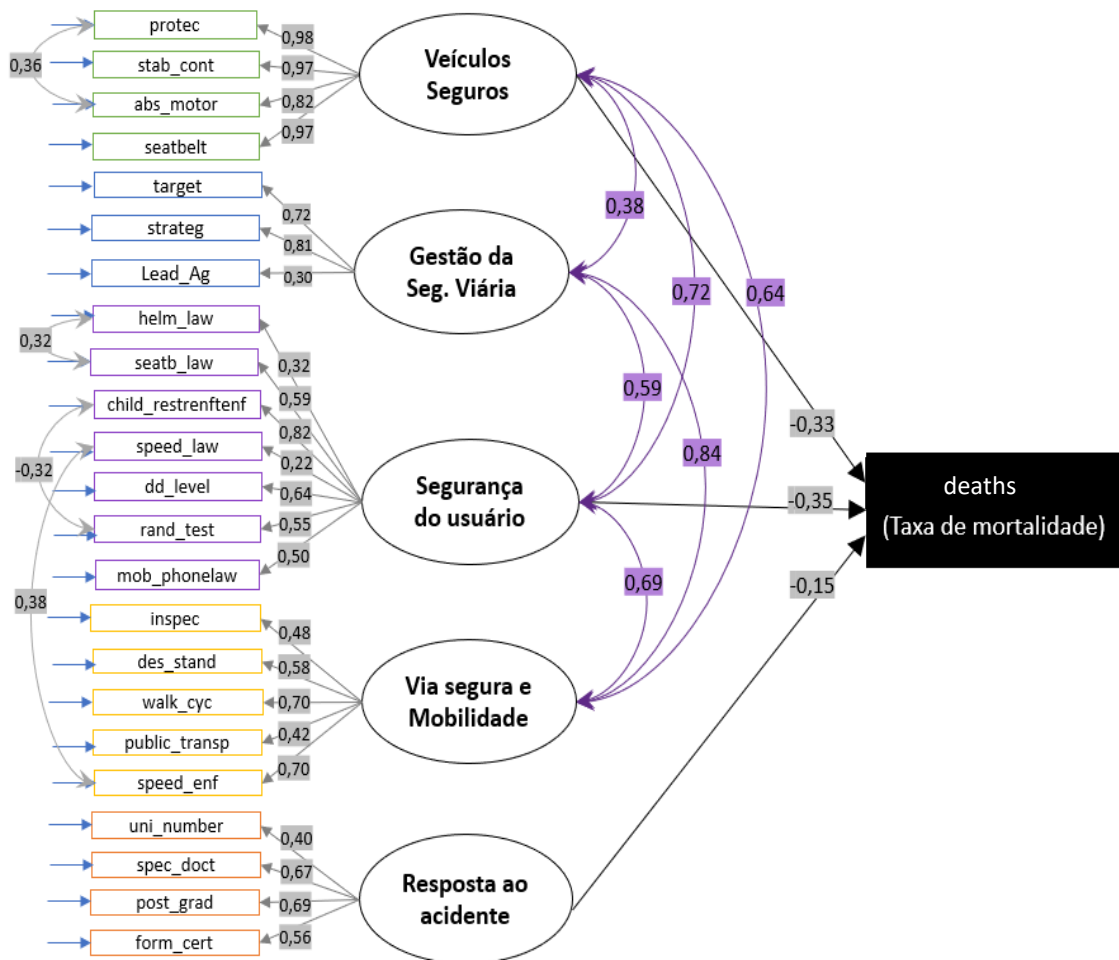 protec
stab_cont
abs_motor
seatbelt
0,36
0,98
0,97
0,82
0,97
Veículos
Seguros
target
strateg
Lead_Ag
0,72
0,81
0,30
Gestão da
Seg. Viária
helm_law
seatb_law
child_restrenftenf
speed_law
dd_level
rand_test
mob_phonelaw
0,32
-0,32
0,38
0,32
0,59
0,82
0,22
0,64
0,55
0,50
Segurança
do usuário
inspec
des_stand
walk_cyc
public_transp
speed_enf
0,48
0,58
0,70
0,42
0,70
Via segura e
Mobilidade
uni_number
spec_doct
post_grad
form_cert
0,40
0,67
0,69
0,56
Resposta ao
acidente
0,38
0,72
0,64
0,59
0,84
0,69
-0,33
-0,35
-0,15
deaths
(Taxa de mortalidade)